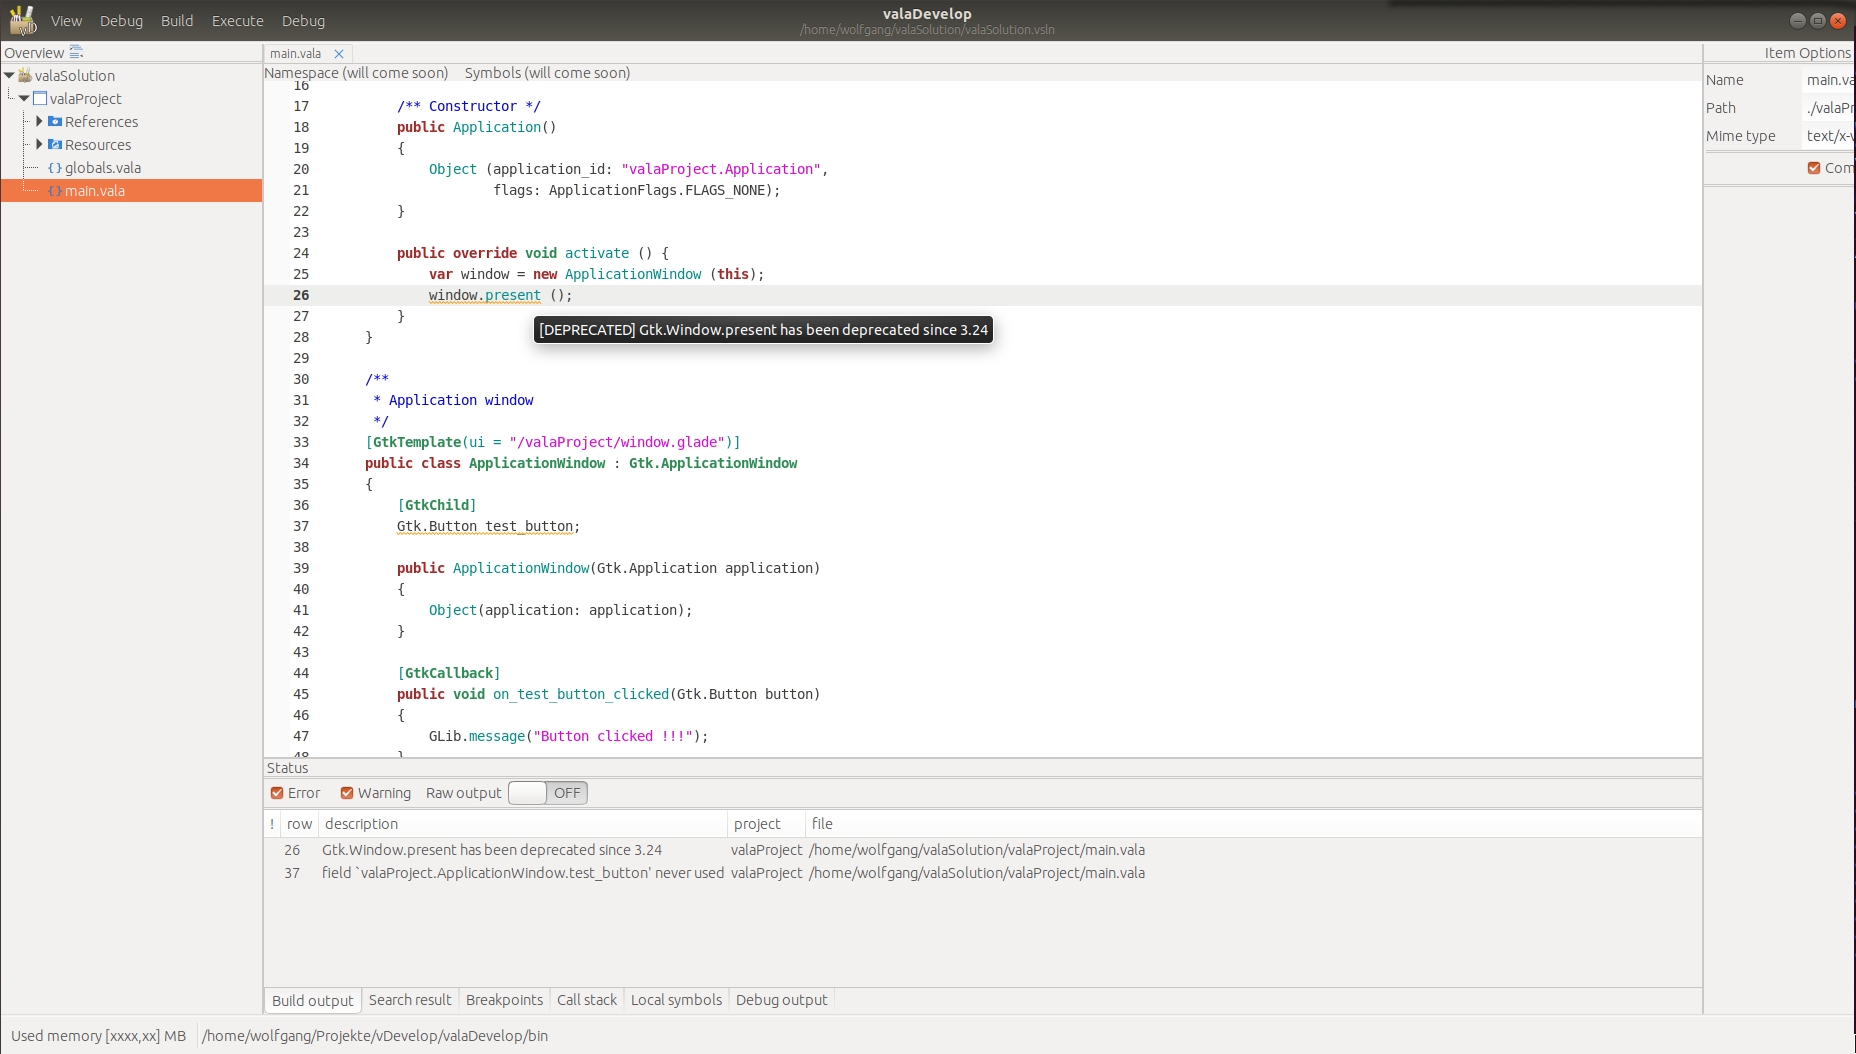 valaDevelop
/home/wolfgang/valaSolution/valaSolution.vsln
View Debug Build Execute Debug
Overview
valaSolution
valaProject
References
Resources
globals.vala
main.vala
main.vala
Namespace (will come soon) Symbols (will come soon)
16
17 /** Constructor */
18 public Application()
19 {
20 Object (application_id: "valaProject.Application",
21 flags: ApplicationFlags.FLAGS_NONE);
22 }
23
24 public override void activate () {
25 var window = new ApplicationWindow (this);
26 window.present ();
27 }
[DEPRECATED] Gtk.Window.present has been deprecated since 3.24
28 }
29
30 /**
31 * Application window
32 */
33 [GtkTemplate(ui = "/valaProject/window.glade")]
34 public class ApplicationWindow : Gtk.ApplicationWindow
35 {
36 [GtkChild]
37 Gtk.Button test_button;
38
39 public ApplicationWindow(Gtk.Application application)
40 {
41 Object(application: application);
42 }
43
44 [GtkCallback]
45 public void on_test_button_clicked(Gtk.Button button)
46 {
47 GLib.message("Button clicked !!!");
48 }
Item Options
Name main.va
Path ./valaPr
Mime type text/x-v
Com
Status
Error Warning Raw output OFF
! row description project file
26 Gtk.Window.present has been deprecated since 3.24 valaProject /home/wolfgang/valaSolution/valaProject/main.vala
37 field `valaProject.ApplicationWindow.test_button' never used valaProject /home/wolfgang/valaSolution/valaProject/main.vala
Build output Search result Breakpoints Call stack Local symbols Debug output
Used memory [xxxx,xx] MB /home/wolfgang/Projekte/vDevelop/valaDevelop/bin